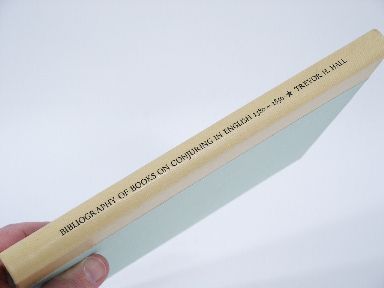 BIBLIOGRAPHY OF BOOKS ON CONJURING IN ENGLISH 1580 – 1850 ★ TREVOR H. HALL